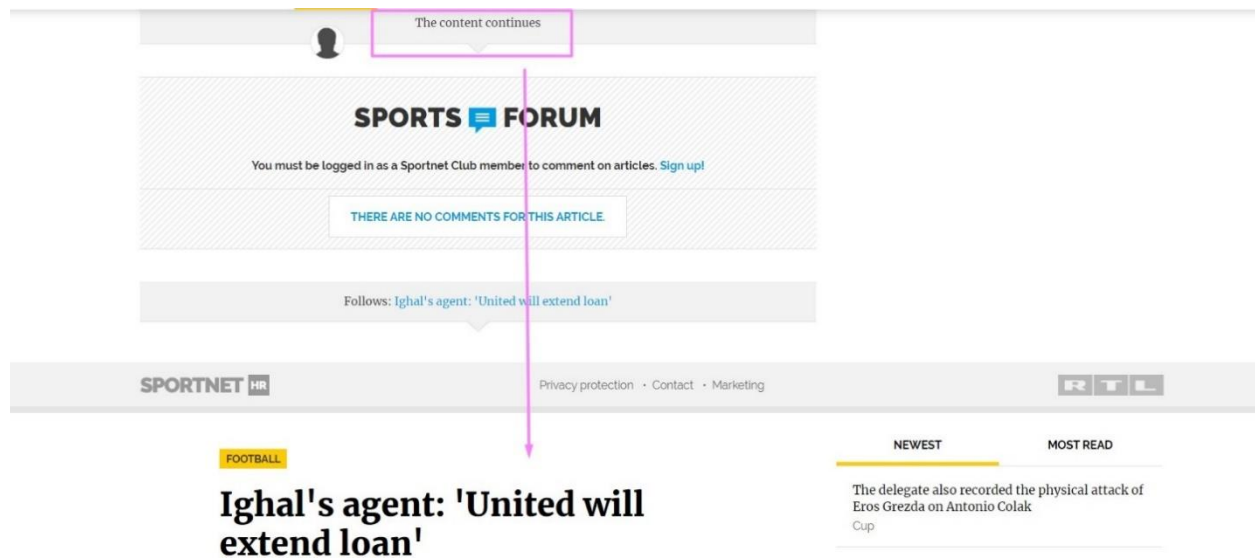 The content continues
SPORTS FORUM
You must be logged in as a Sportnet Club member to comment on articles. Sign up!
THERE ARE NO COMMENTS FOR THIS ARTICLE.
Follows: Ighal's agent: 'United will extend loan'
SPORTNET HR
Privacy protection · Contact · Marketing
RTL
FOOTBALL
Ighal's agent: 'United will
extend loan'
NEWEST
MOST READ
The delegate also recorded the physical attack of
Eros Grezda on Antonio Colak
Cup